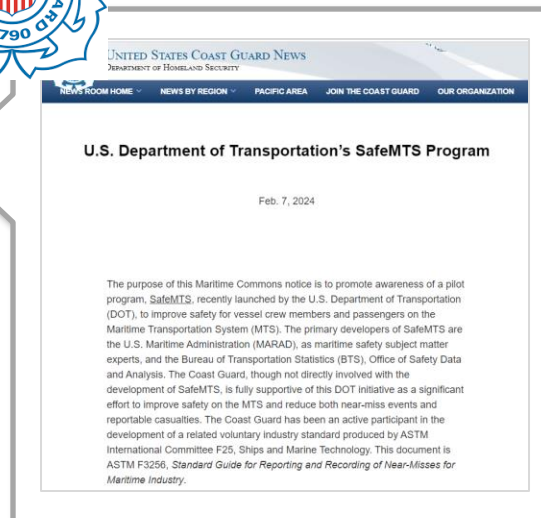 GUARD
1790
UNITED STATES COAST GUARD NEWS
DEPARTMENT OF HOMELAND SECURITY
NEWS ROOM HOME NEWS BY REGION PACIFIC AREA JOIN THE COAST GUARD OUR ORGANIZATION
U.S. Department of Transportation’s SafeMTS Program
Feb. 7, 2024
The purpose of this Maritime Commons notice is to promote awareness of a pilot
program, SafeMTS, recently launched by the U.S. Department of Transportation
(DOT), to improve safety for vessel crew members and passengers on the
Maritime Transportation System (MTS). The primary developers of SafeMTS are
the U.S. Maritime Administration (MARAD), as maritime safety subject matter
experts, and the Bureau of Transportation Statistics (BTS), Office of Safety Data
and Analysis. The Coast Guard, though not directly involved with the
development of SafeMTS, is fully supportive of this DOT initiative as a significant
effort to improve safety on the MTS and reduce both near-miss events and
reportable casualties. The Coast Guard has been an active participant in the
development of a related voluntary industry standard produced by ASTM
International Committee F25, Ships and Marine Technology. This document is
ASTM F3256, Standard Guide for Reporting and Recording of Near-Misses for
Maritime Industry.